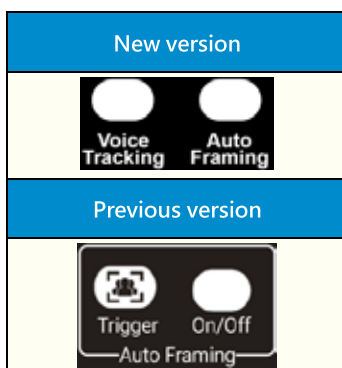 New version
Voice Auto
Tracking Framing
Previous version
Trigger On/Off
Auto Framing